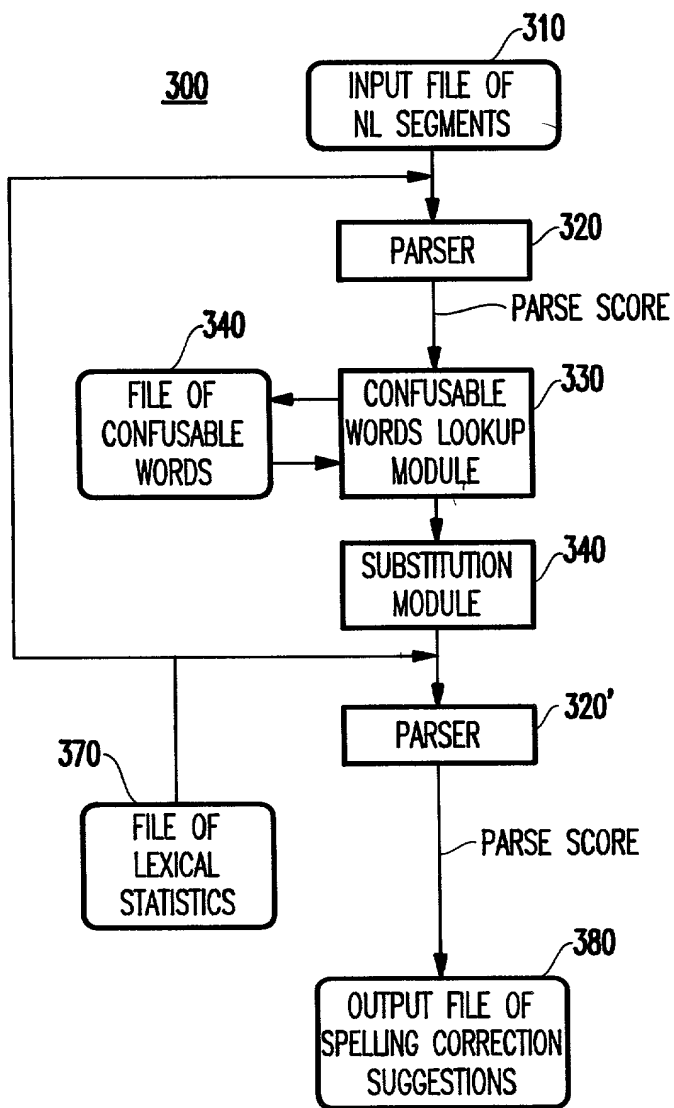 310
300
INPUT FILE OF
NL SEGMENTS
320
PARSER
PARSE SCORE
340
330
FILE OF
CONFUSABLE
WORDS
CONFUSABLE
WORDS LOOKUP
MODULE
340
SUBSTITUTION
MODULE
320'
PARSER
370
FILE OF
LEXICAL
STATISTICS
PARSE SCORE
380
OUTPUT FILE OF
SPELLING CORRECTION
SUGGESTIONS